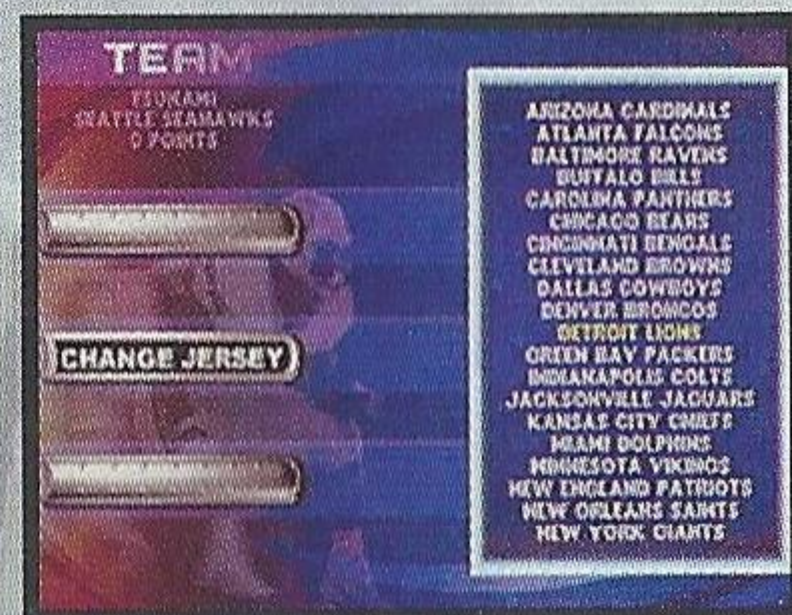 TEAM
TSUNAMI
SEATTLE SEAHAWKS
0 POINTS
CHANGE JERSEY
ARIZONA CARDINALS
ATLANTA FALCONS
BALTIMORE RAVENS
BUFFALO BILLS
CAROLINA PANTHERS
CHICAGO BEARS
CINCINNATI BENGALS
CLEVELAND BROWNS
DALLAS COWBOYS
DENVER BRONCOS
DETROIT LIONS
GREEN BAY PACKERS
INDIANAPOLIS COLTS
JACKSONVILLE JAGUARS
KANSAS CITY CHIEFS
MIAMI DOLPHINS
MINNESOTA VIKINGS
NEW ENGLAND PATRIOTS
NEW ORLEANS SAINTS
NEW YORK GIANTS